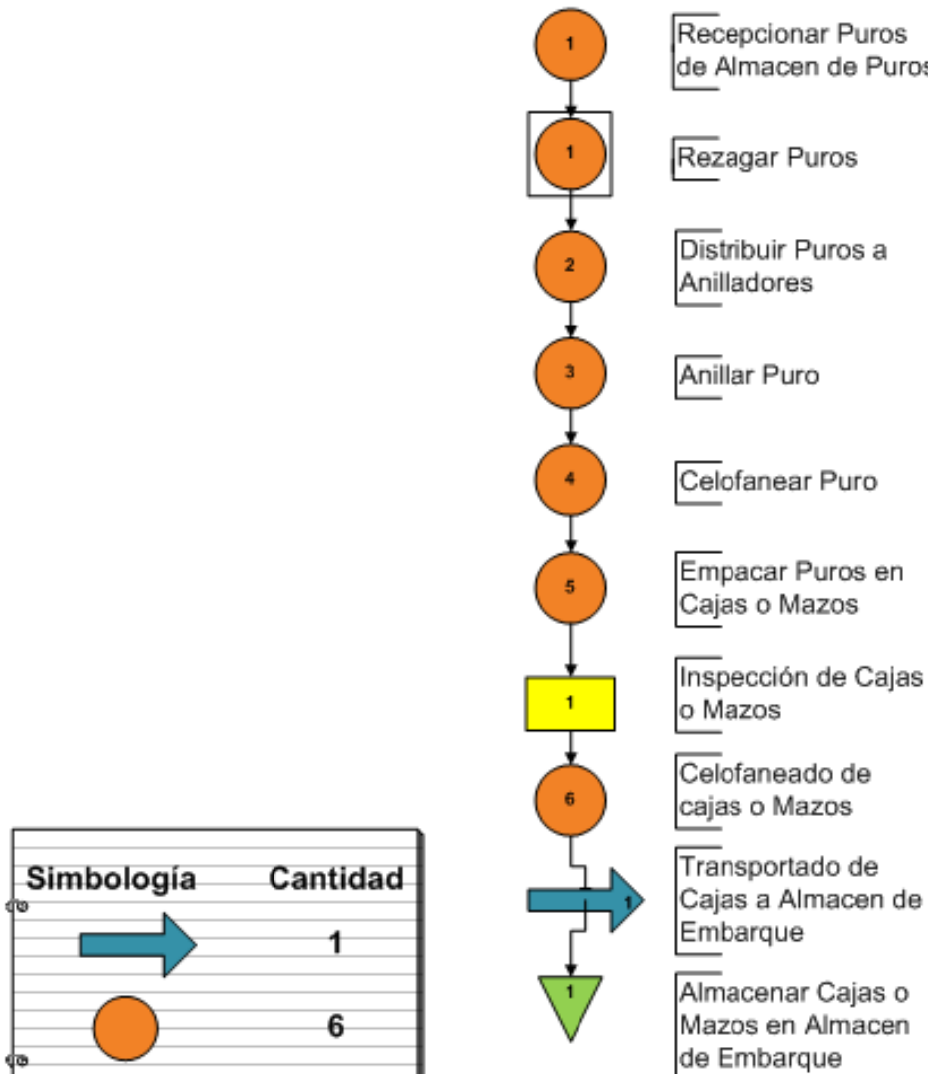 1
Recepcionar Puros
de Almacen de Puros
1
Rezagar Puros
2
Distribuir Puros a
Anilladores
3
Anillar Puro
4
Celofanear Puro
5
Empacar Puros en
Cajas o Mazos
1
Inspección de Cajas
o Mazos
6
Celofaneado de
cajas o Mazos
1
Transportado de
Cajas a Almacen de
Embarque
1
Almacenar Cajas o
Mazos en Almacen
de Embarque
Simbología Cantidad
1
6